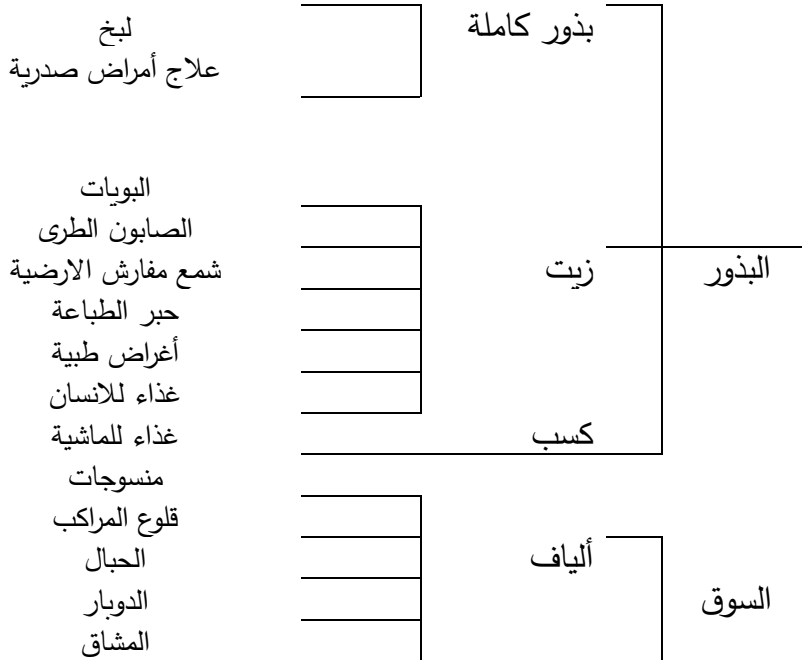 بذور كاملة
لبخ
علاج أمراض صدرية
البذور
زيت
البويات
الصابون الطرى
شمع مفارش الارضية
حبر الطباعة
أغراض طبية
غذاء للانسان
كسب
غذاء للماشية
السوق
ألياف
منسوجات
قلوع المراكب
الحبال
الدوبار
المشاق